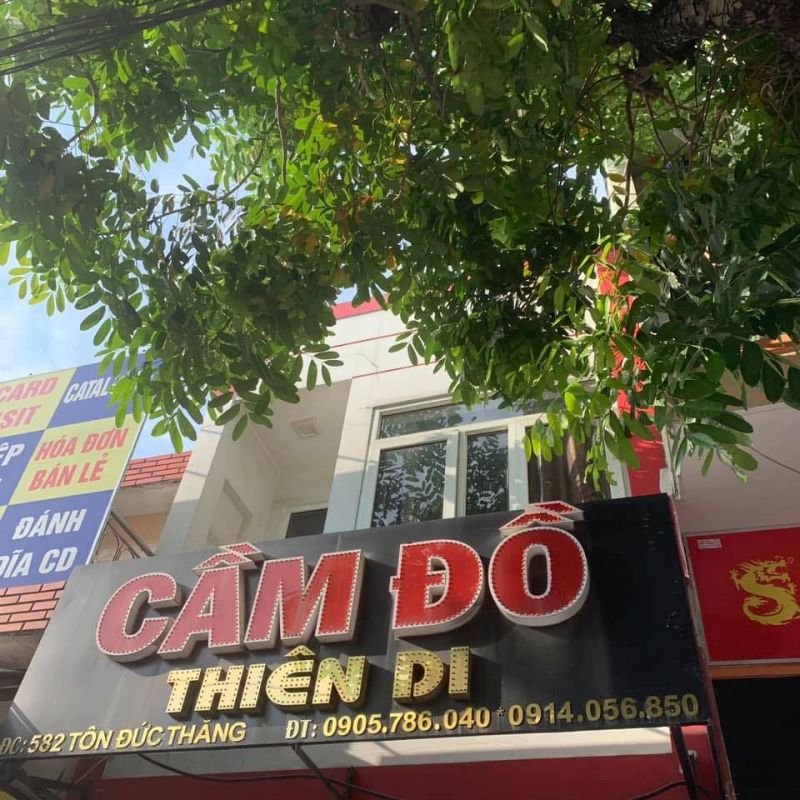 CARD
CATAL
HÓA ĐƠN
BÁN LẺ
ĐÁNH
ĐĨA CD
CẦM ĐỒ
THIÊN DI
ĐC: 582 TÔN ĐỨC THẮNG ĐT: 0905.786.040 * 0914.056.850